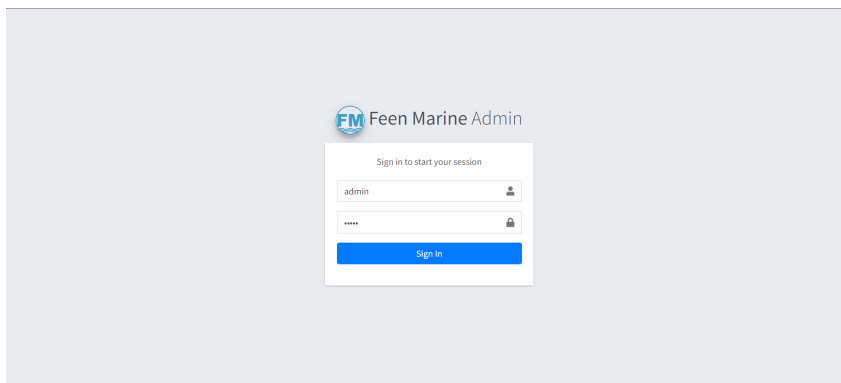 FM Feen Marine Admin
Sign in to start your session
admin
•••••
Sign In